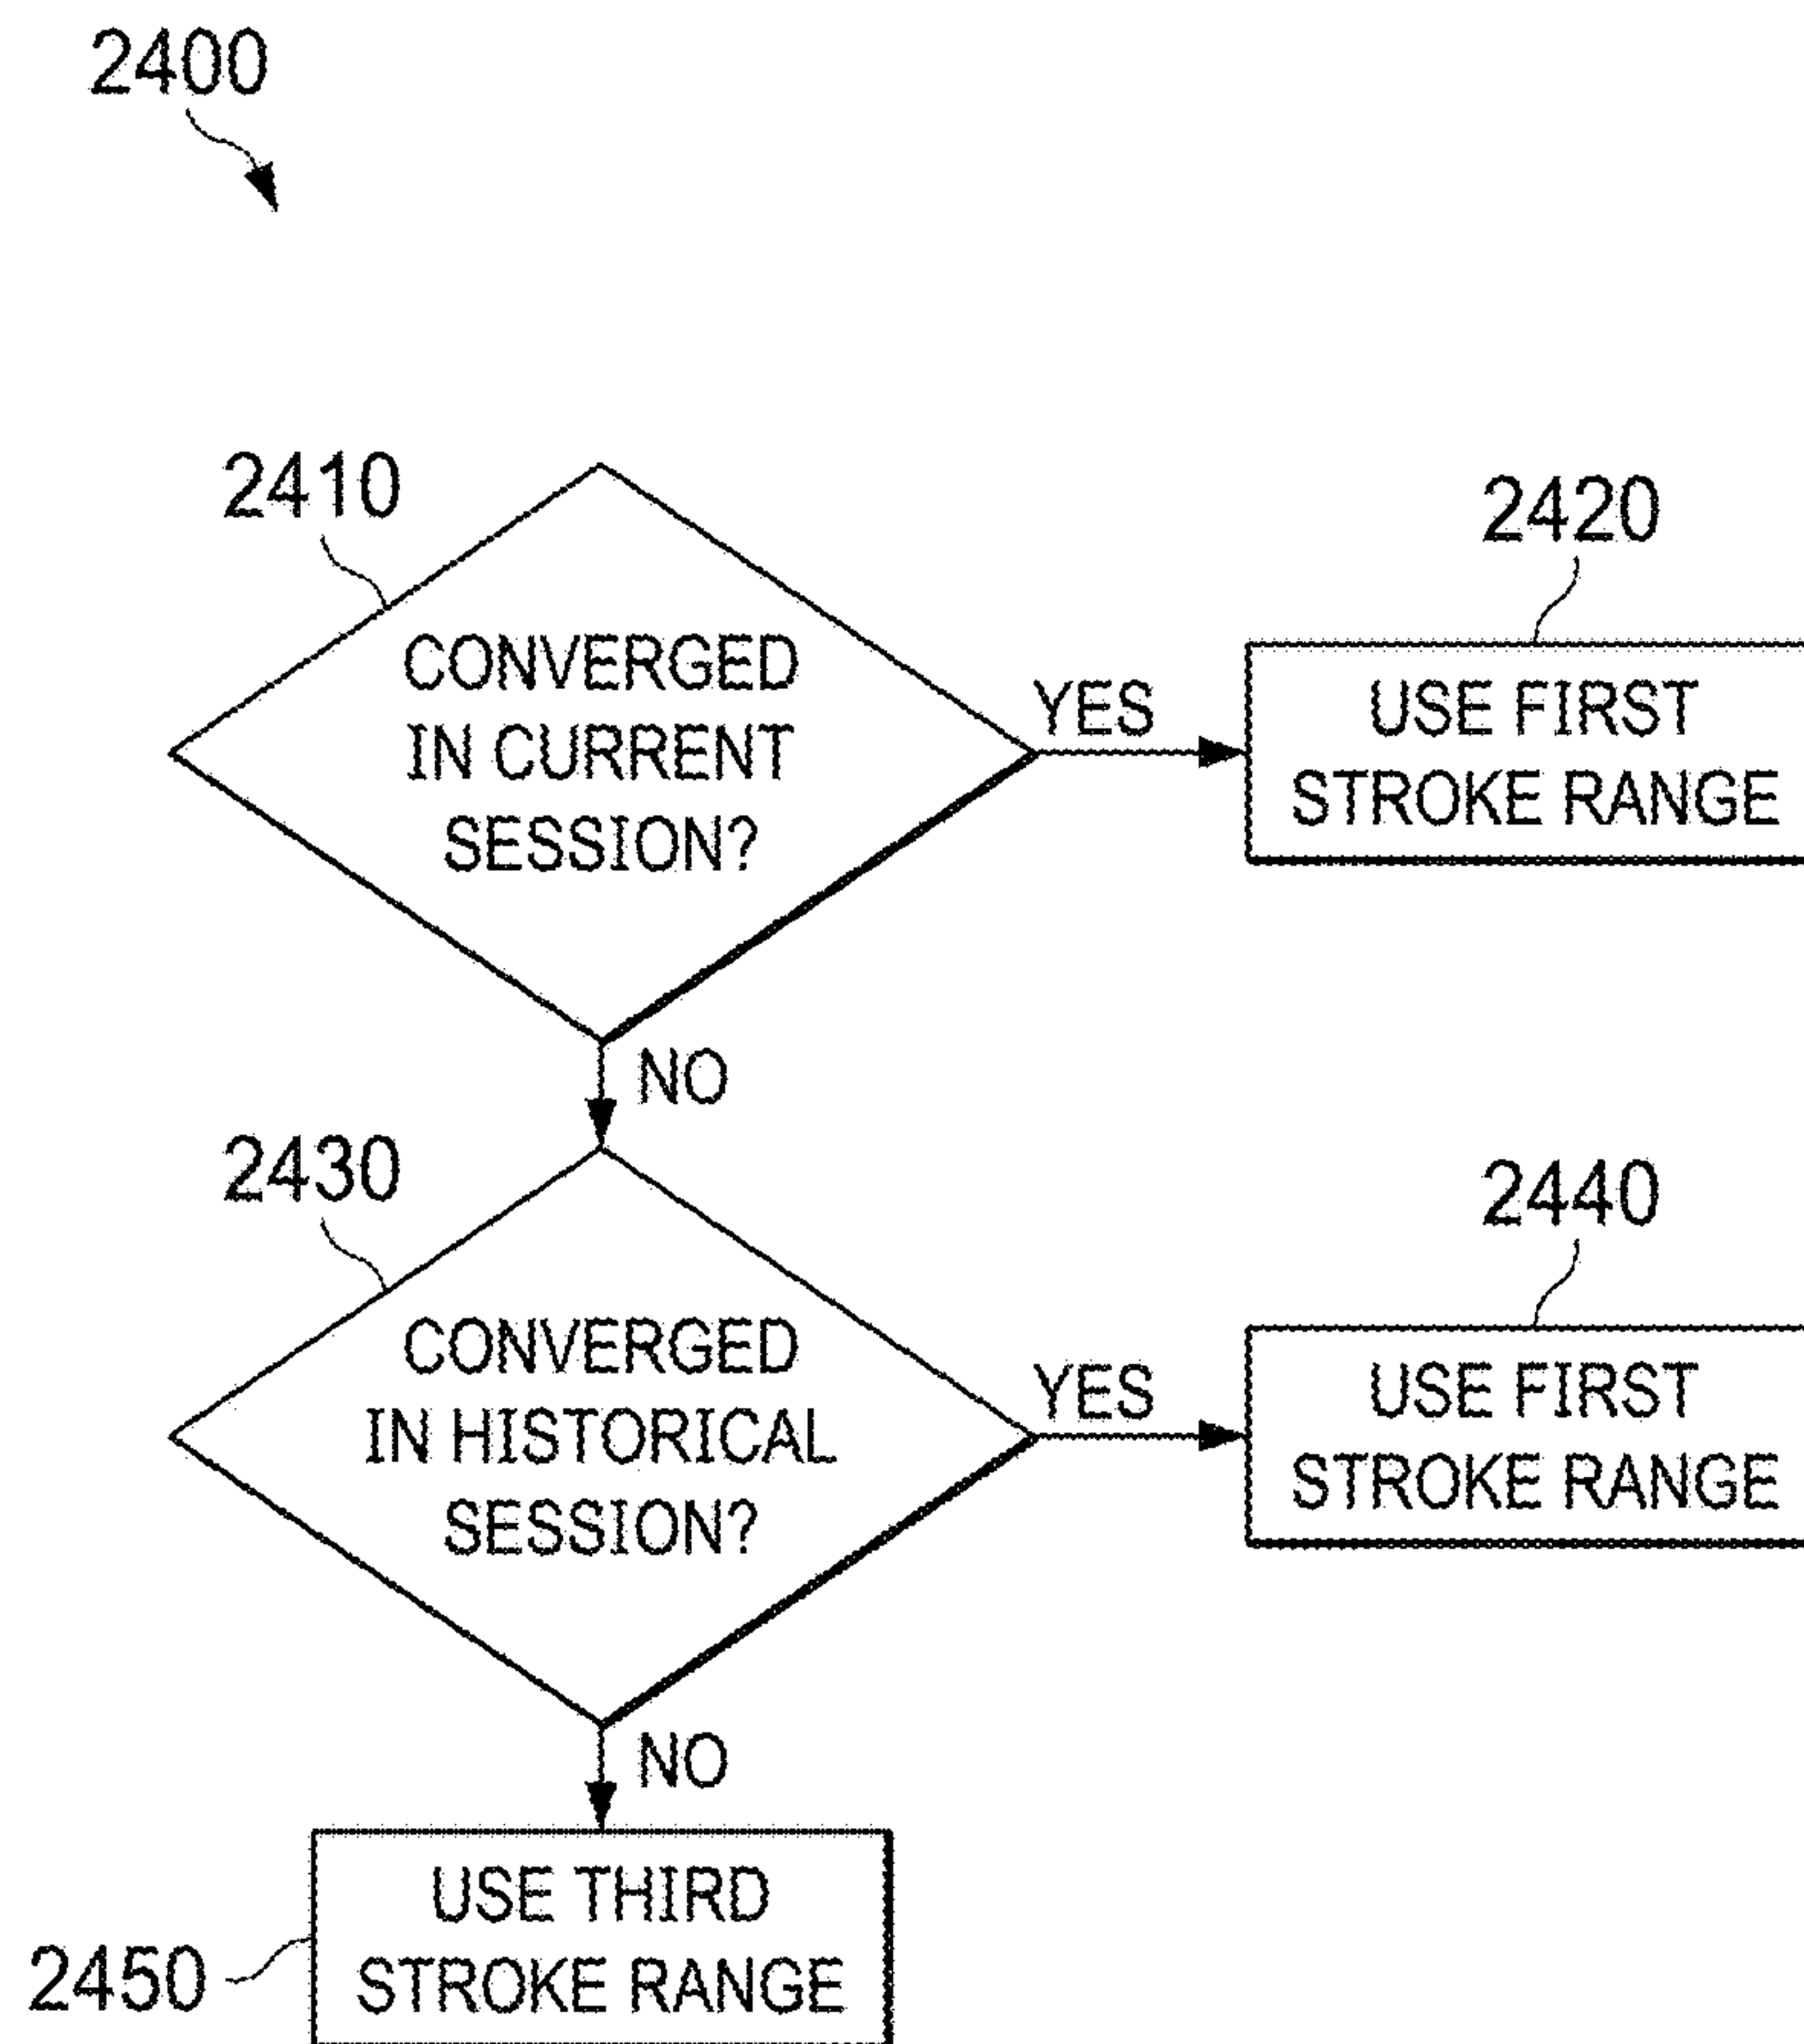 2400
2410
CONVERGED
IN CURRENT
SESSION?
YES
2420
USE FIRST
STROKE RANGE
NO
2430
CONVERGED
IN HISTORICAL
SESSION?
YES
2440
USE FIRST
STROKE RANGE
NO
2450
USE THIRD
STROKE RANGE